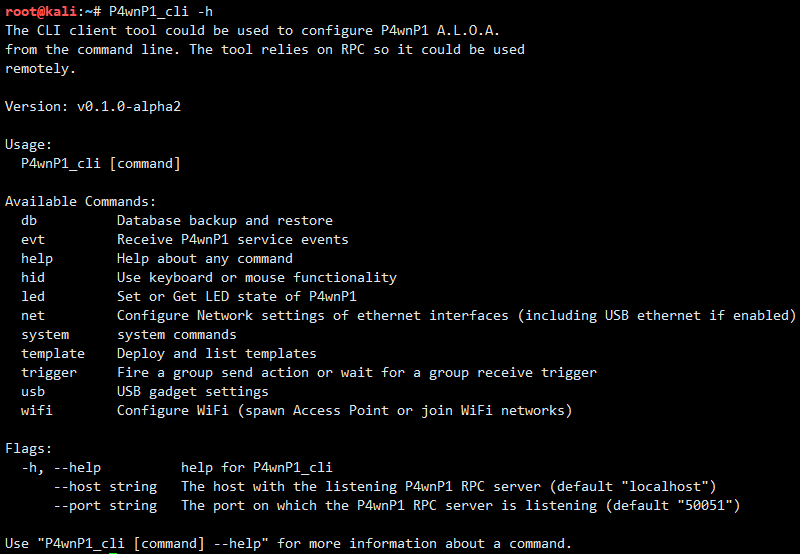 root@kali:~# P4wnP1_cli -h
The CLI client tool could be used to configure P4wnP1 A.L.O.A.
from the command line. The tool relies on RPC so it could be used
remotely.

Version: v0.1.0-alpha2

Usage:
  P4wnP1_cli [command]

Available Commands:
  db          Database backup and restore
  evt         Receive P4wnP1 service events
  help        Help about any command
  hid         Use keyboard or mouse functionality
  led         Set or Get LED state of P4wnP1
  net         Configure Network settings of ethernet interfaces (including USB ethernet if enabled)
  system      system commands
  template    Deploy and list templates
  trigger     Fire a group send action or wait for a group receive trigger
  usb         USB gadget settings
  wifi        Configure WiFi (spawn Access Point or join WiFi networks)

Flags:
  -h, --help          help for P4wnP1_cli
      --host string   The host with the listening P4wnP1 RPC server (default "localhost")
      --port string   The port on which the P4wnP1 RPC server is listening (default "50051")

Use "P4wnP1_cli [command] --help" for more information about a command.